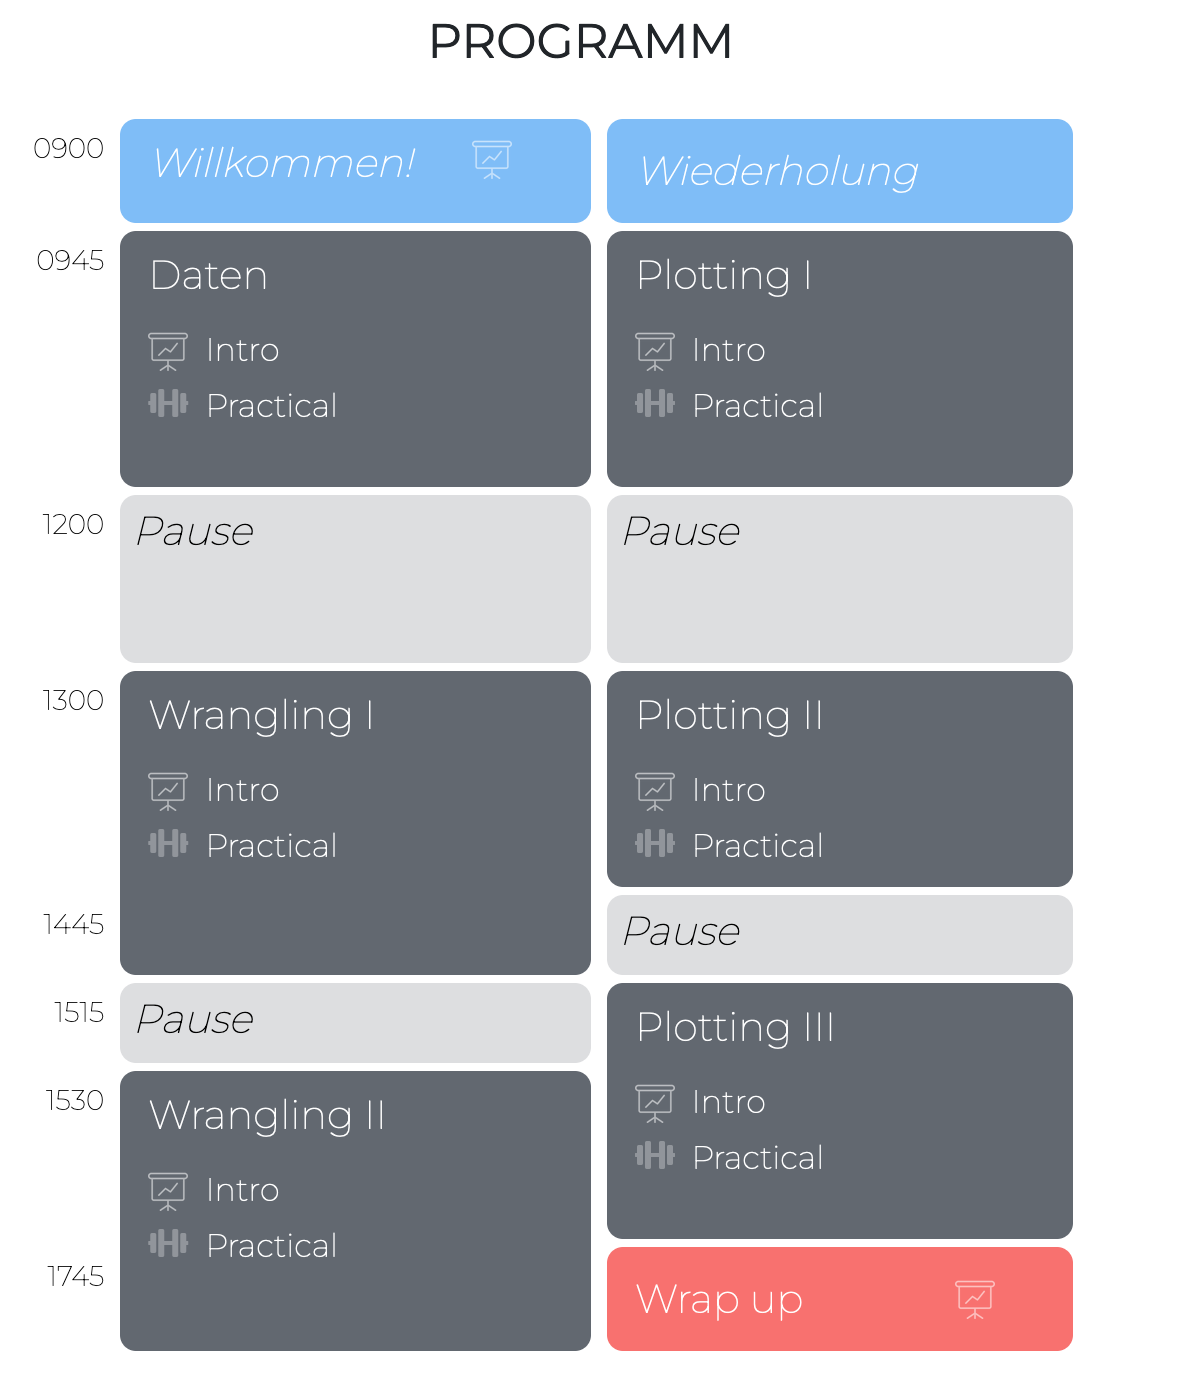 PROGRAMM
0900
Willkommen!
Wiederholung
0945
Daten
Intro
Practical
Plotting I
Intro
Practical
1200
Pause
Pause
1300
Wrangling I
Intro
Practical
Plotting II
Intro
Practical
1445
Pause
1515
Pause
Plotting III
Intro
Practical
1530
Wrangling II
Intro
Practical
1745
Wrap up